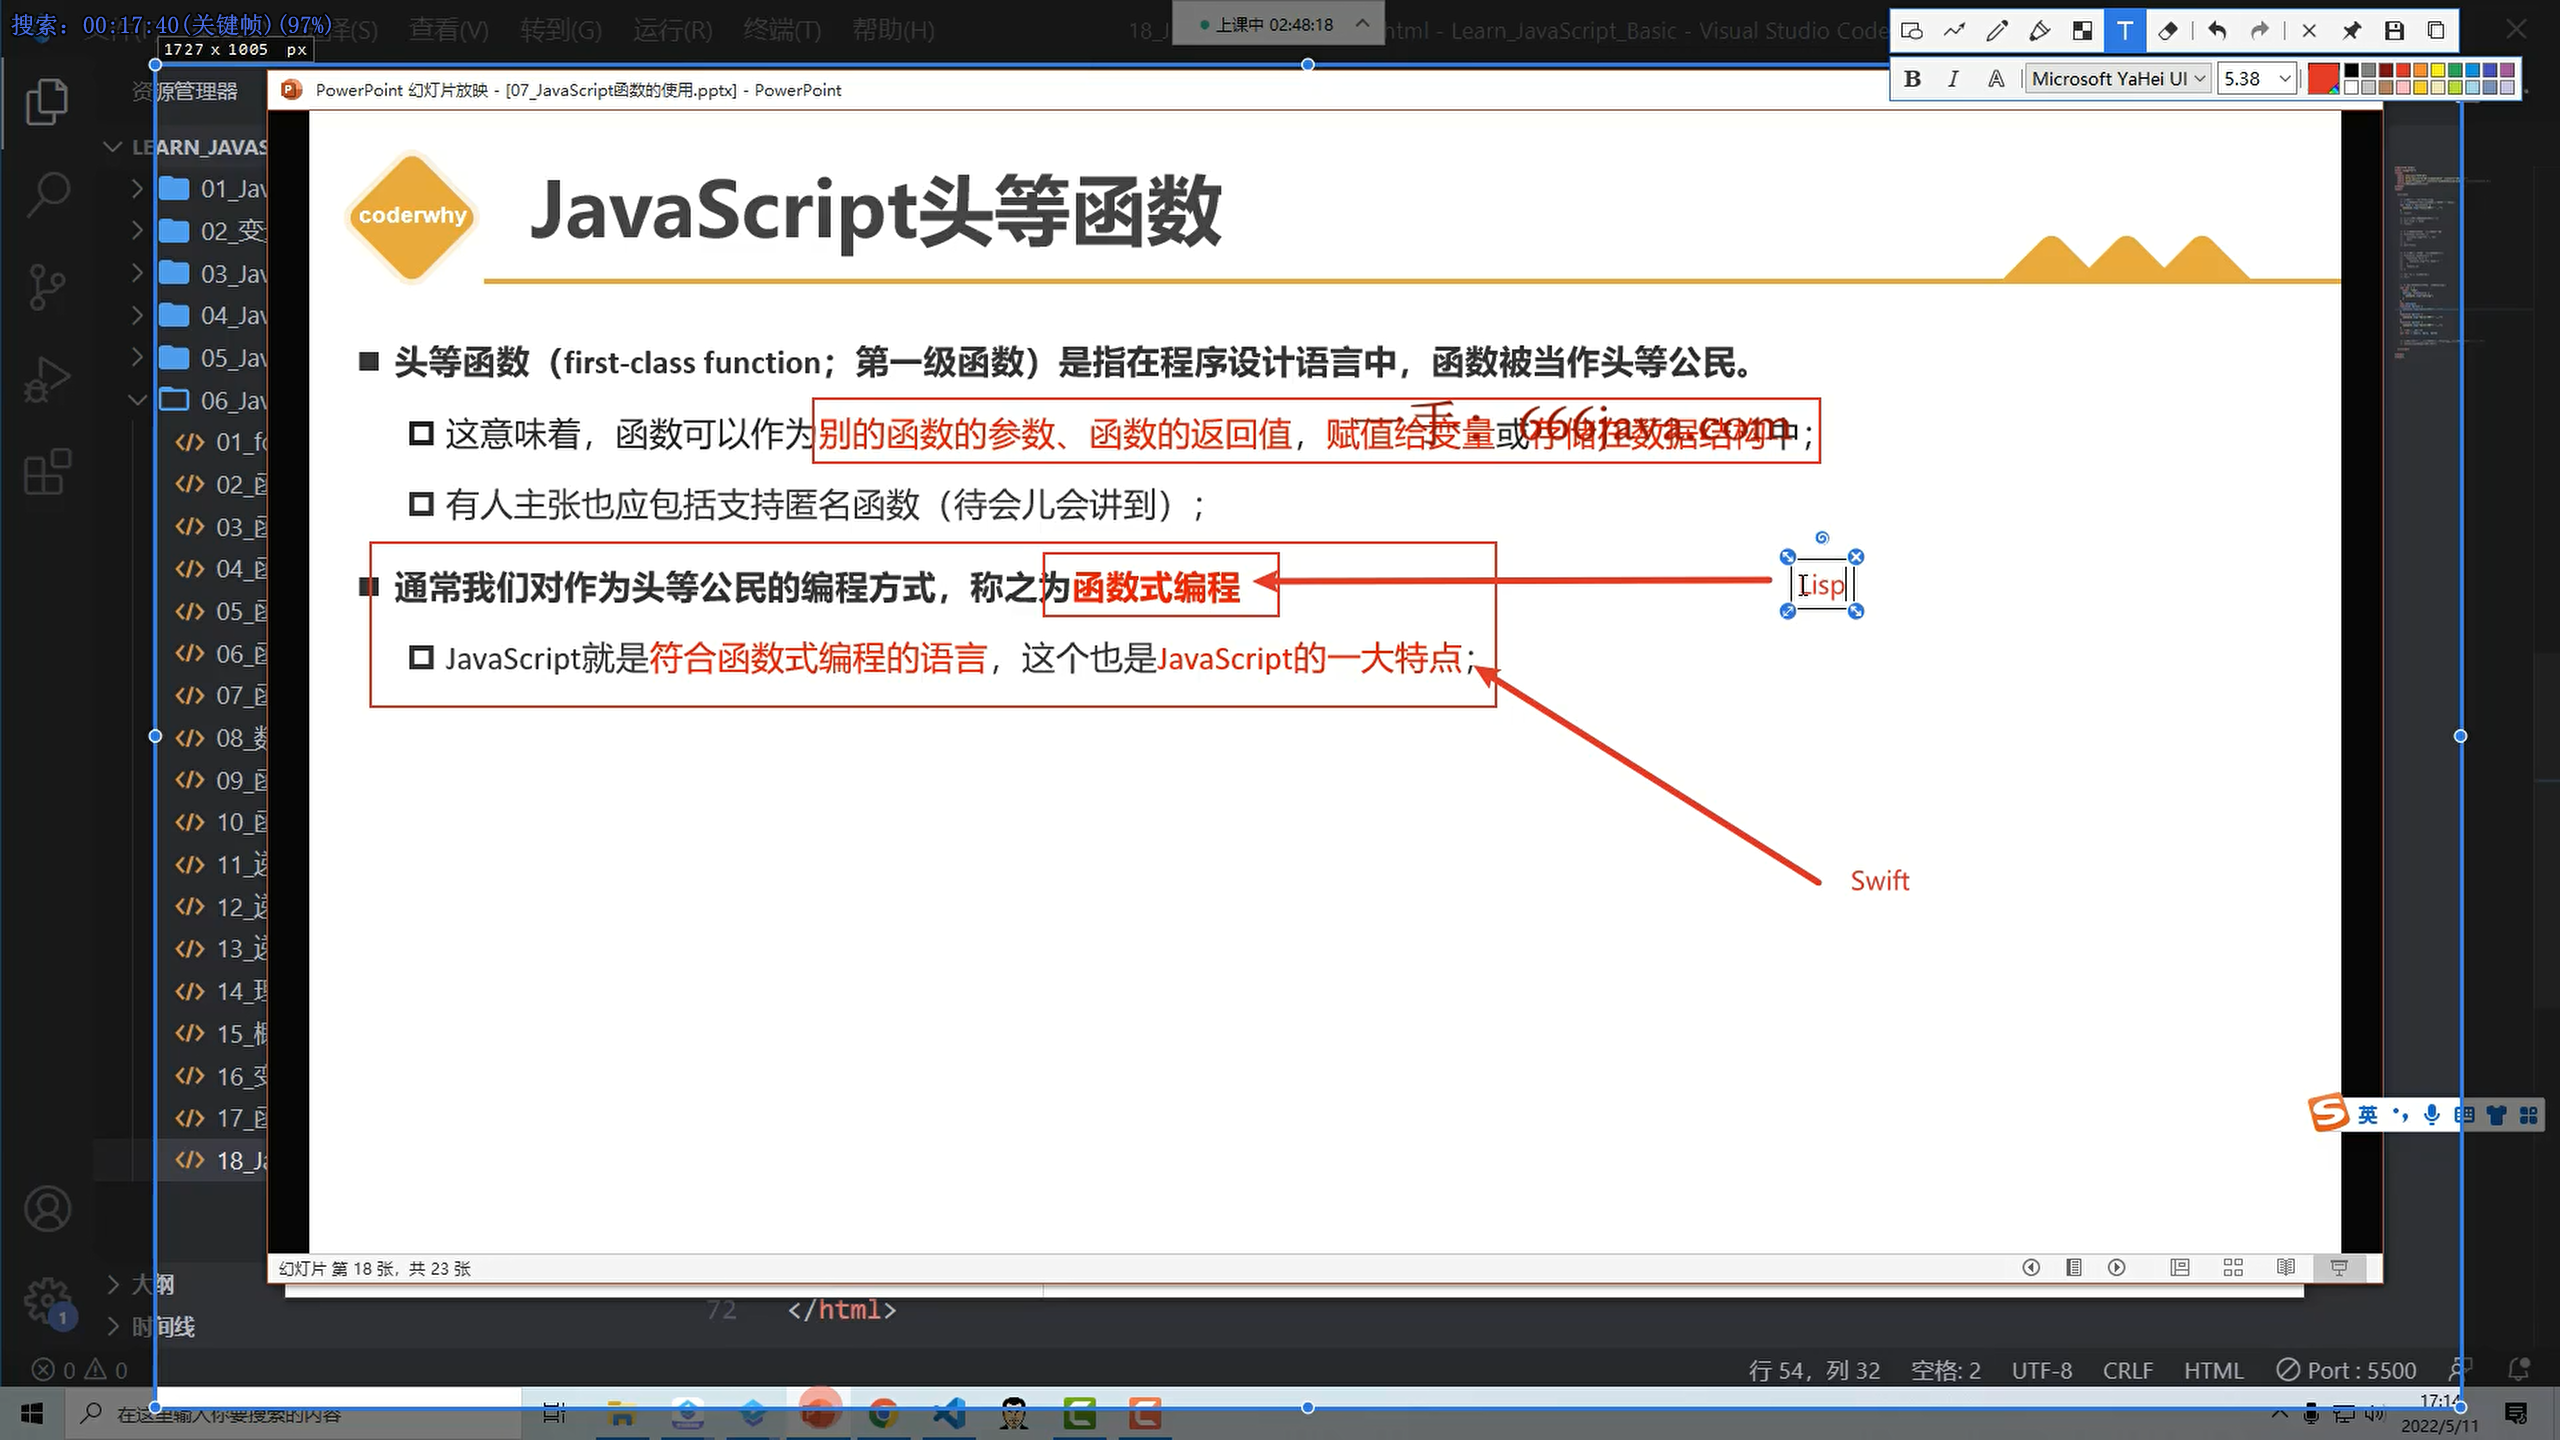 搜索: 00:17:40(关键帧)(97%)
查看(V) 转到(G) 运行(R) 终端(T) 帮助(H)
上课中 02:48:18
html - Learn_JavaScript_Basic - Visual Studio Code
1727 x 1005 px
B I A Microsoft YaHei UI 5.38
资源管理器
PowerPoint 幻灯片放映 - [07_JavaScript函数的使用.pptx] - PowerPoint
LEARN_JAVAS
01_Jav
02_变
03_Jav
04_Jav
05_Jav
06_Jav
01_fo
02_函
03_函
04_函
05_函
06_函
07_函
08_数
09_函
10_函
11_递
12_递
13_递
14_理
15_概
16_变
17_函
18_Ja
coderwhy
JavaScript头等函数
头等函数（first-class function；第一级函数）是指在程序设计语言中，函数被当作头等公民。
一手：666java.com
这意味着，函数可以作为别的函数的参数、函数的返回值，赋值给变量或存储在数据结构中；
有人主张也应包括支持匿名函数（待会儿会讲到）；
通常我们对作为头等公民的编程方式，称之为函数式编程
Lisp
JavaScript就是符合函数式编程的语言，这个也是JavaScript的一大特点；
Swift
英
幻灯片 第 18 张，共 23 张
大纲
时间线
1
72 </html>
0 0
行 54，列 32 空格: 2 UTF-8 CRLF HTML Port : 5500
在这里输入你要搜索的内容
17:14
2022/5/11